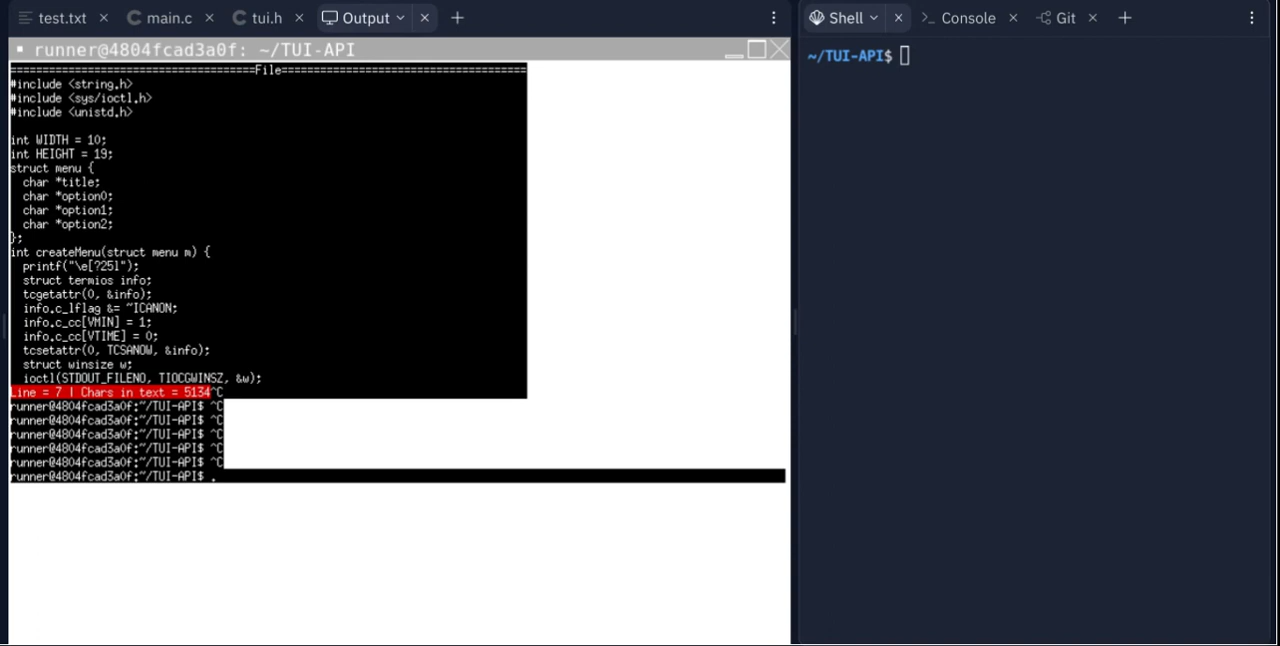 test.txt
main.c
tui.h
Output
Shell
Console
Git
runner@4804fcad3a0f: ~/TUI-API
~/TUI-API$
======================================File======================================
#include <string.h>
#include <sys/ioctl.h>
#include <unistd.h>
int WIDTH = 10;
int HEIGHT = 19;
struct menu {
  char *title;
  char *option0;
  char *option1;
  char *option2;
};
int createMenu(struct menu m) {
  printf("\e[?25l");
  struct termios info;
  tcgetattr(0, &info);
  info.c_lflag &= ~ICANON;
  info.c_cc[VMIN] = 1;
  info.c_cc[VTIME] = 0;
  tcsetattr(0, TCSANOW, &info);
  struct winsize w;
  ioctl(STDOUT_FILENO, TIOCGWINSZ, &w);
Line = 7 | Chars in text = 5134^C
runner@4804fcad3a0f:~/TUI-API$ ^C
runner@4804fcad3a0f:~/TUI-API$ ^C
runner@4804fcad3a0f:~/TUI-API$ ^C
runner@4804fcad3a0f:~/TUI-API$ ^C
runner@4804fcad3a0f:~/TUI-API$ ^C
runner@4804fcad3a0f:~/TUI-API$ .